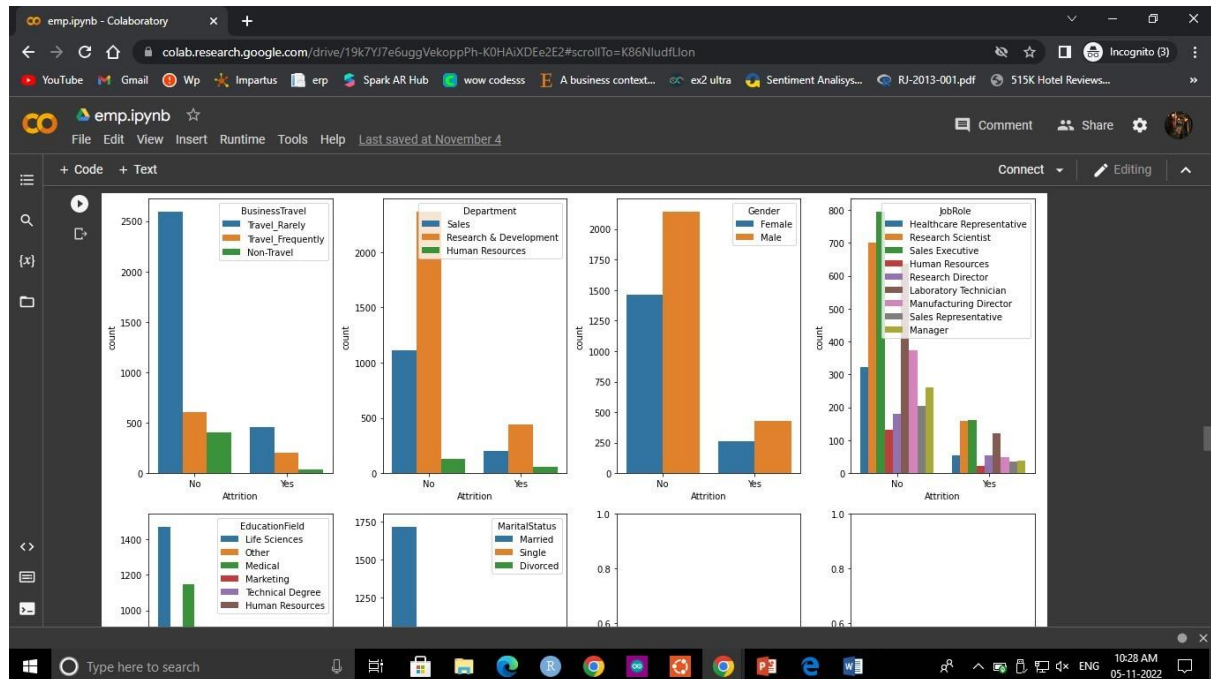 emp.ipynb - Colaboratory
colab.research.google.com/drive/19k7YJ7e6uggVekoppPh-K0HAiXDEe2E2#scrollTo=K86NIudfLlon
Incognito (3)
YouTube Gmail Wp Impartus erp Spark AR Hub wow codesss A business context... ex2 ultra Sentiment Analisys... RJ-2013-001.pdf 515K Hotel Reviews... »
emp.ipynb
Comment Share
File Edit View Insert Runtime Tools Help Last saved at November 4
+ Code + Text
Connect Editing
{x}
BusinessTravel
Travel_Rarely
Travel_Frequently
Non-Travel
2500
2000
1500
1000
500
0
count
No Yes
Attrition
Department
Sales
Research & Development
Human Resources
2000
1500
1000
500
0
count
No Yes
Attrition
Gender
Female
Male
2000
1750
1500
1250
1000
750
500
250
0
count
No Yes
Attrition
JobRole
Healthcare Representative
Research Scientist
Sales Executive
Human Resources
Research Director
Laboratory Technician
Manufacturing Director
Sales Representative
Manager
800
700
600
500
400
300
200
100
0
count
No Yes
Attrition
EducationField
Life Sciences
Other
Medical
Marketing
Technical Degree
Human Resources
1400
1200
1000
MaritalStatus
Married
Single
Divorced
1750
1500
1250
1.0
0.8
0.6
1.0
0.8
0.6
Type here to search
ENG
10:28 AM
05-11-2022